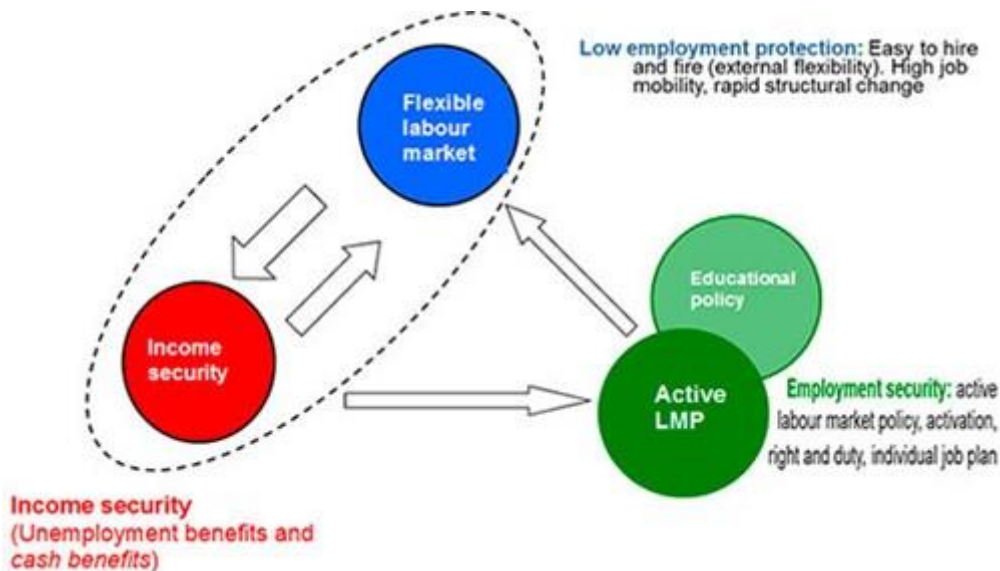 Low employment protection: Easy to hire
and fire (external flexibility). High job
mobility, rapid structural change
Flexible
labour
market
Educational
policy
Income
security
Active
LMP
Employment security: active
labour market policy, activation,
right and duty, individual job plan
Income security
(Unemployment benefits and
cash benefits)